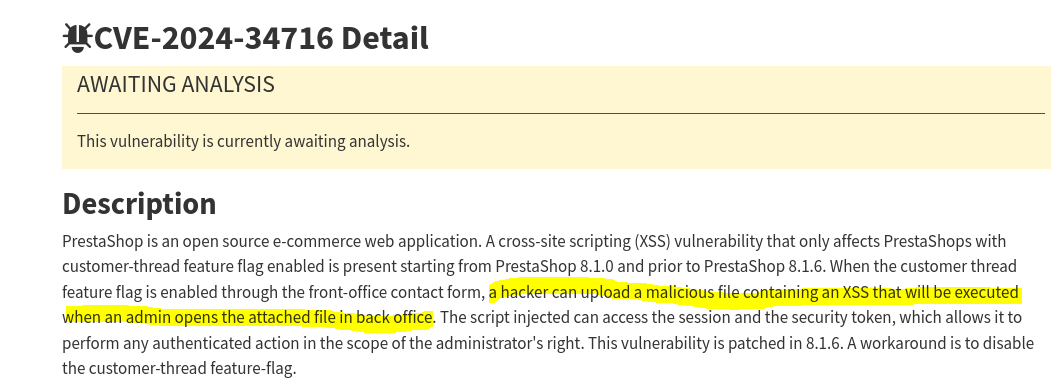 CVE-2024-34716 Detail
AWAITING ANALYSIS
This vulnerability is currently awaiting analysis.
Description
PrestaShop is an open source e-commerce web application. A cross-site scripting (XSS) vulnerability that only affects PrestaShops with
customer-thread feature flag enabled is present starting from PrestaShop 8.1.0 and prior to PrestaShop 8.1.6. When the customer thread
feature flag is enabled through the front-office contact form, a hacker can upload a malicious file containing an XSS that will be executed
when an admin opens the attached file in back office. The script injected can access the session and the security token, which allows it to
perform any authenticated action in the scope of the administrator's right. This vulnerability is patched in 8.1.6. A workaround is to disable
the customer-thread feature-flag.